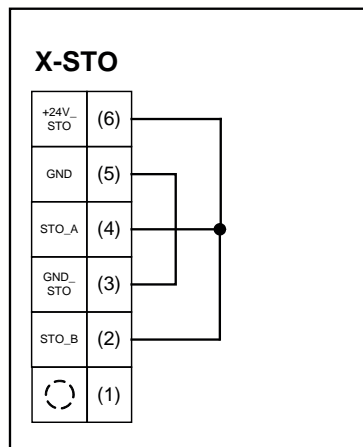 X-STO
+24V_
STO
(6)
GND
(5)
STO_A
(4)
GND_
STO
(3)
STO_B
(2)
(1)